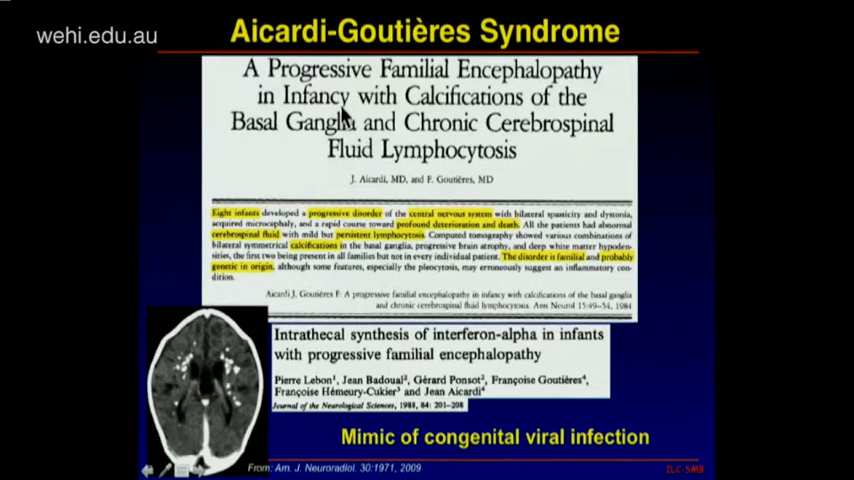 wehi.edu.au
Aicardi-Goutières Syndrome
A Progressive Familial Encephalopathy
in Infancy with Calcifications of the
Basal Ganglia and Chronic Cerebrospinal
Fluid Lymphocytosis
J. Aicardi, MD, and F. Goutières, MD
Eight infants developed a progressive disorder of the central nervous system with bilateral spasticity and dystonia,
acquired microcephaly, and a rapid course toward profound deterioration and death. All the patients had abnormal
cerebrospinal fluid with mild but persistent lymphocytosis. Computed tomography showed various combinations of
bilateral symmetrical calcifications in the basal ganglia, progressive brain atrophy, and deep white matter hypoden-
sities, the first two being present in all families but not in every individual patient. The disorder is familial and probably
genetic in origin, although some features, especially the pleocytosis, may erroneously suggest an inflammatory con-
dition.
Aicardi J, Goutières F: A progressive familial encephalopathy in infancy with calcifications of the basal ganglia
and chronic cerebrospinal fluid lymphocytosis. Ann Neurol 15:49-54, 1984
Intrathecal synthesis of interferon-alpha in infants
with progressive familial encephalopathy
Pierre Lebon¹, Jean Badoual², Gérard Ponsot², Françoise Goutières⁴,
Françoise Hémeury-Cukier³ and Jean Aicardi⁴
Journal of the Neurological Sciences, 1988, 84: 201-208
Mimic of congenital viral infection
From: Am. J. Neuroradiol. 30:1971, 2009
ILC-SMB